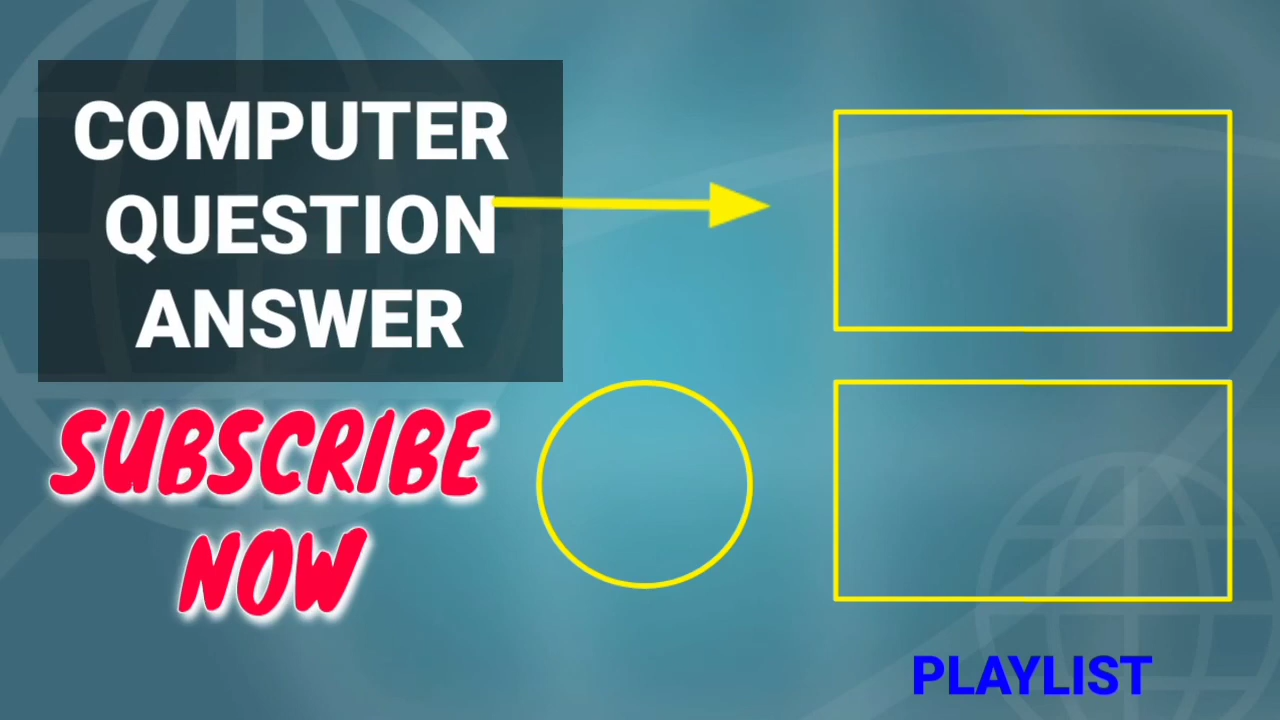 COMPUTER
QUESTION
ANSWER
SUBSCRIBE
NOW
PLAYLIST